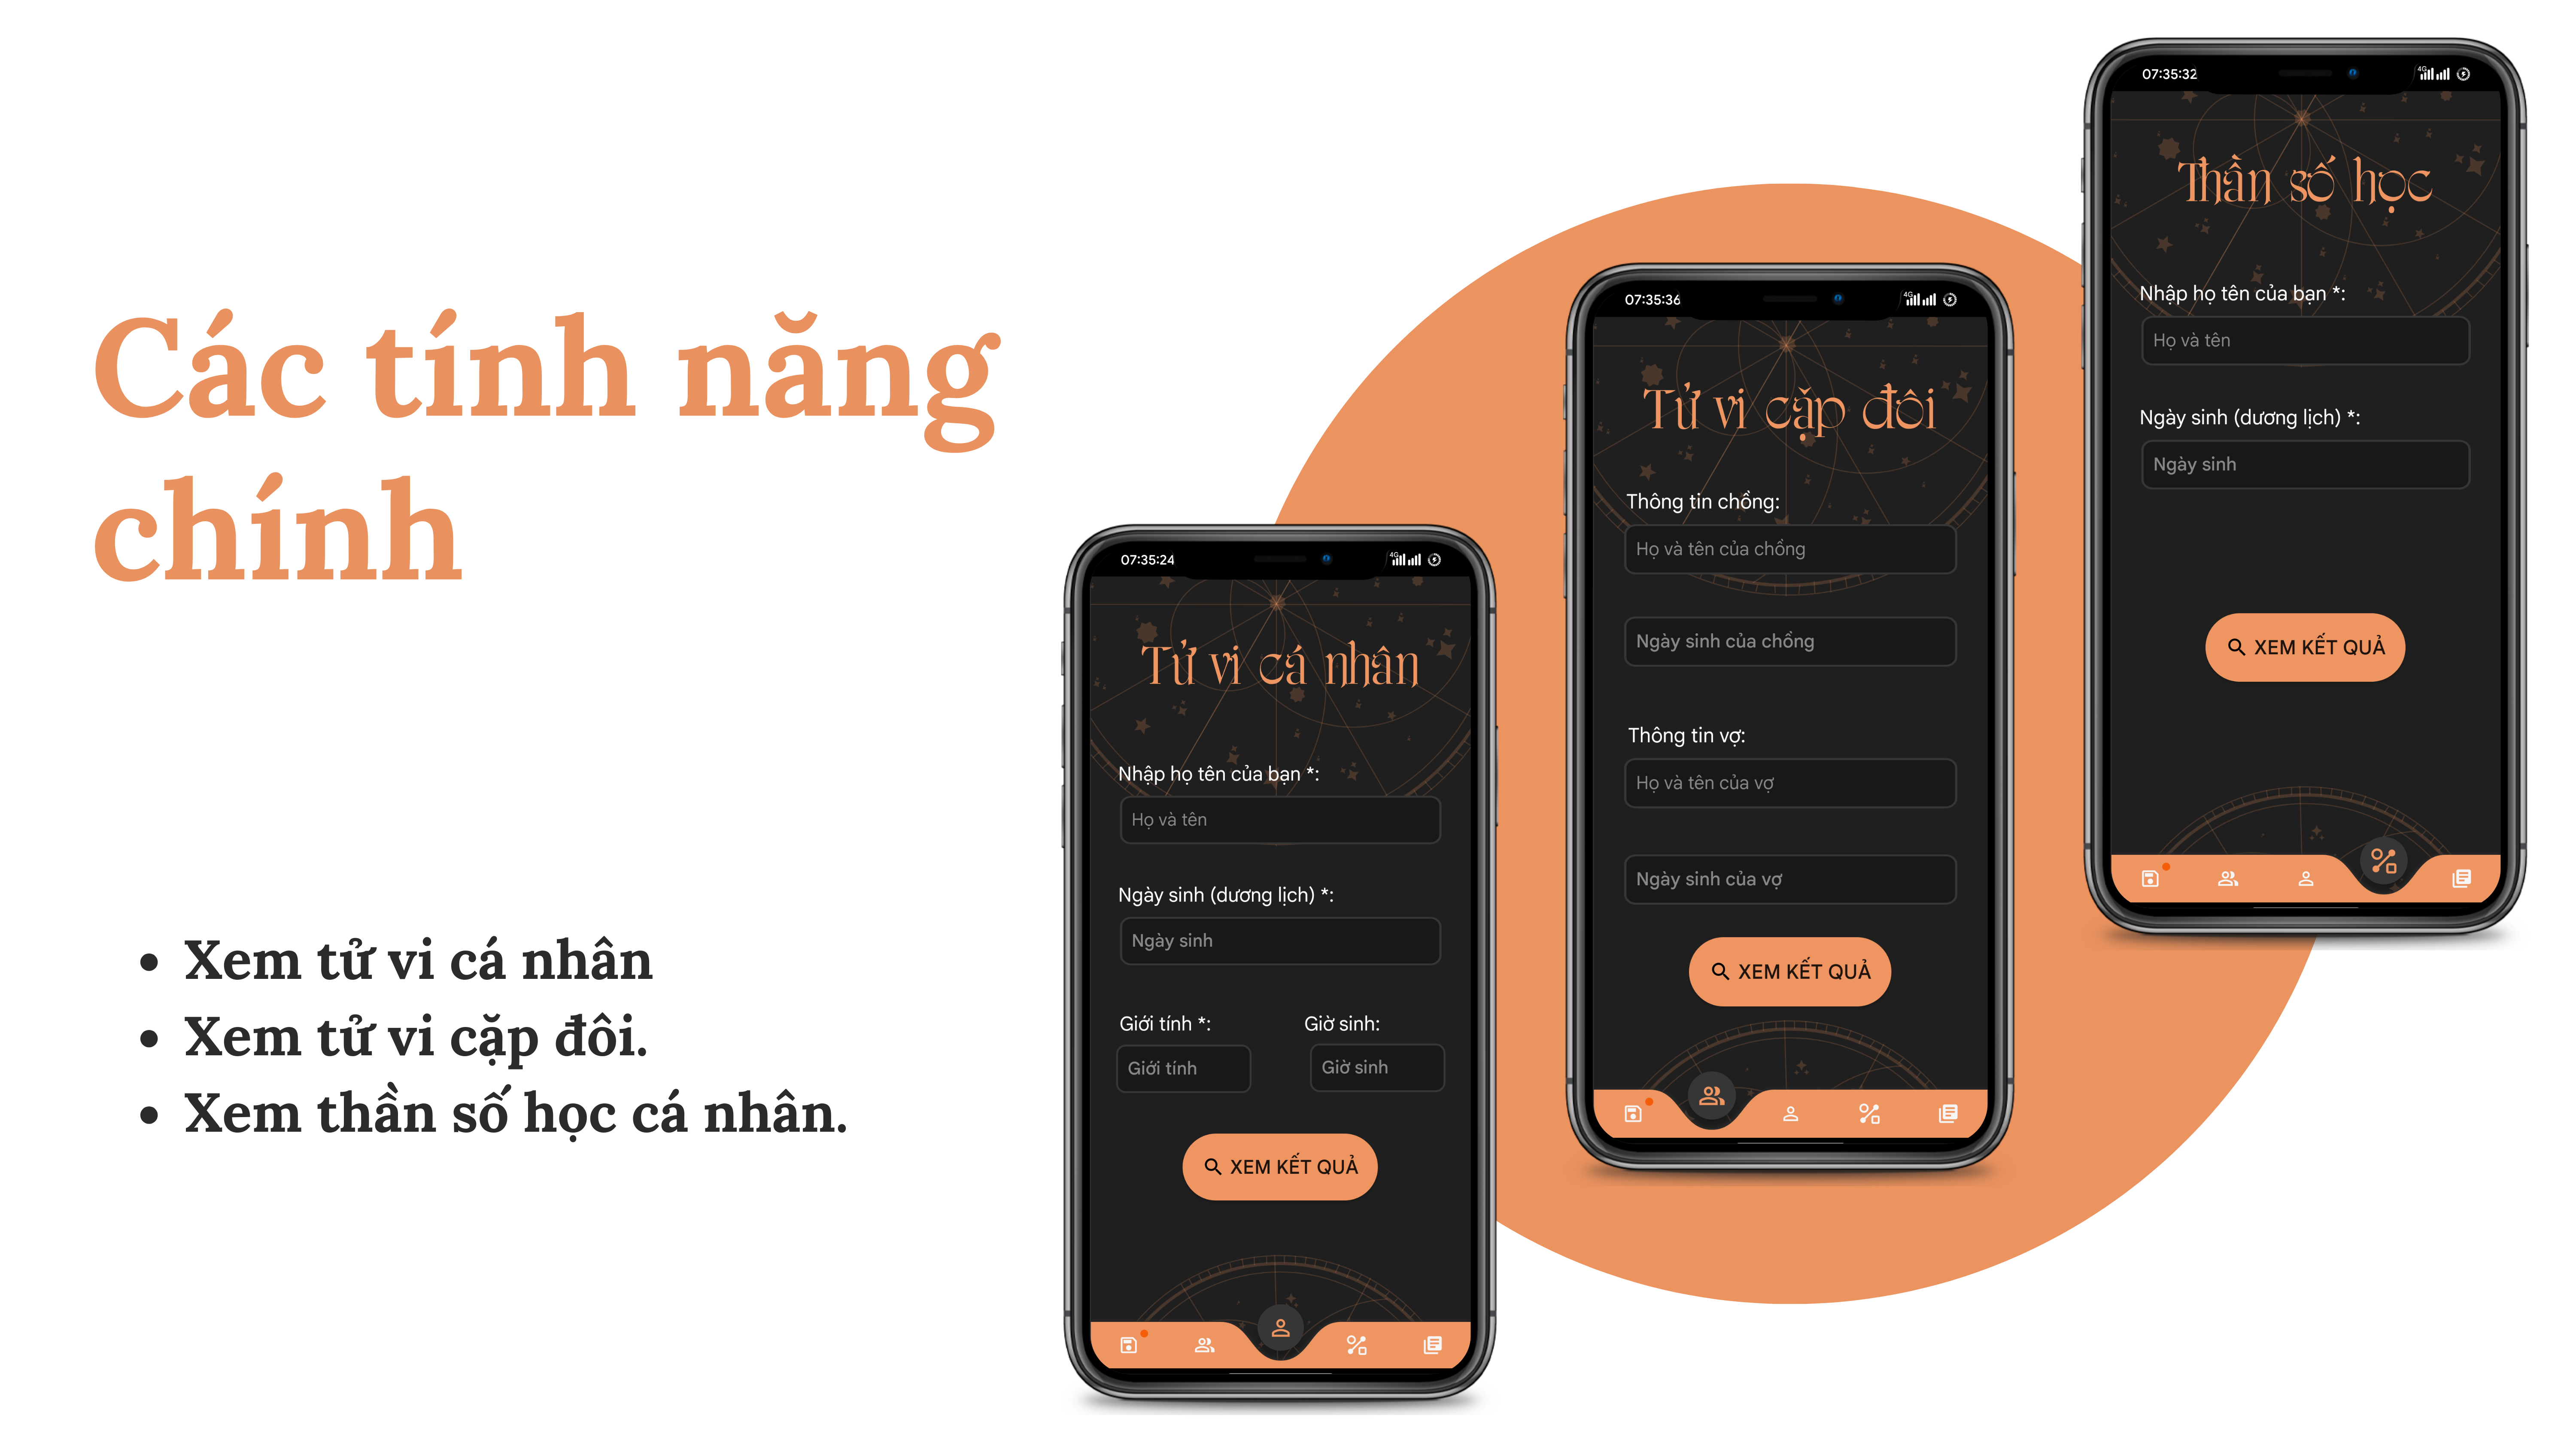 Các tính năng
chính
• Xem tử vi cá nhân
• Xem tử vi cặp đôi.
• Xem thần số học cá nhân.
07:35:24
4G
Tử vi cá nhân
Nhập họ tên của bạn *:
Họ và tên
Ngày sinh (dương lịch) *:
Ngày sinh
Giới tính *: Giờ sinh:
Giới tính Giờ sinh
XEM KẾT QUẢ
07:35:36
4G
Tử vi cặp đôi
Thông tin chồng:
Họ và tên của chồng
Ngày sinh của chồng
Thông tin vợ:
Họ và tên của vợ
Ngày sinh của vợ
XEM KẾT QUẢ
07:35:32
4G
Thần số học
Nhập họ tên của bạn *:
Họ và tên
Ngày sinh (dương lịch) *:
Ngày sinh
XEM KẾT QUẢ